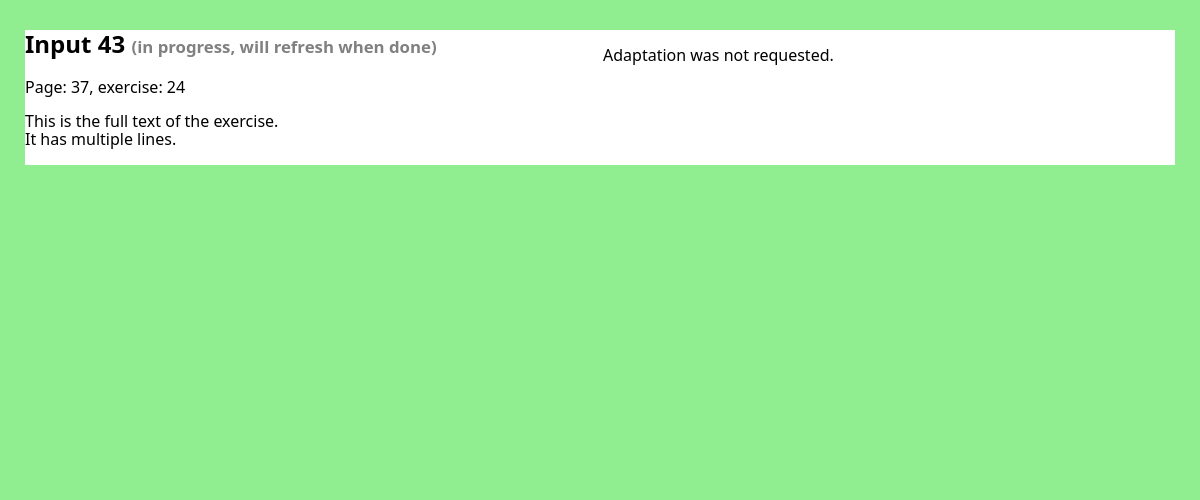 Input 43 (in progress, will refresh when done)
Page: 37, exercise: 24
This is the full text of the exercise.
It has multiple lines.
Adaptation was not requested.